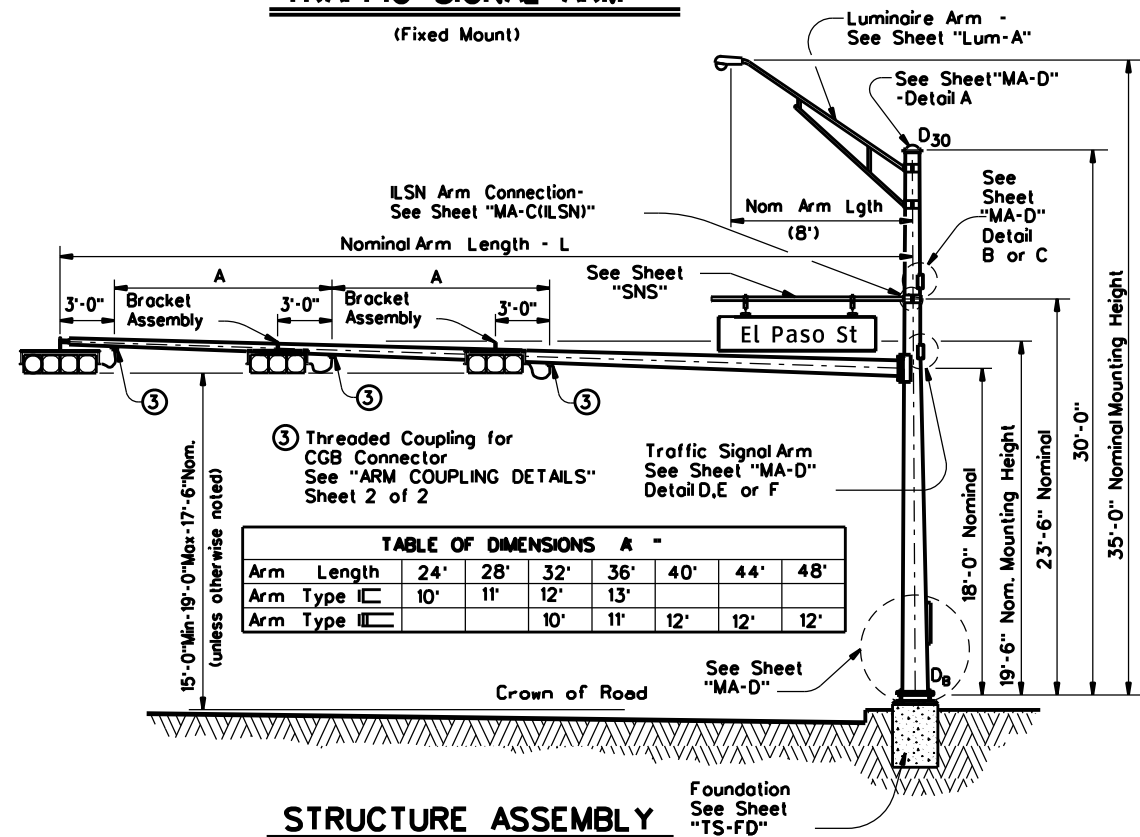 (Fixed Mount)
Luminaire Arm -
See Sheet "Lum-A"
See Sheet"MA-D"
-Detail A
D30
ILSN Arm Connection-
See Sheet "MA-C(ILSN)"
Nom Arm Lgth
(8')
See
Sheet
"MA-D"
Detail
B or C
Nominal Arm Length - L
A
A
See Sheet
"SNS"
3'-0"
Bracket
Assembly
3'-0"
Bracket
Assembly
3'-0"
El Paso St
3
3
3
3 Threaded Coupling for
CGB Connector
See "ARM COUPLING DETAILS"
Sheet 2 of 2
Traffic Signal Arm
See Sheet "MA-D"
Detail D,E or F
15'-0"Min-19'-0"Max-17'-6"Nom.
(unless otherwise noted)
18'-0" Nominal
19'-6" Nom. Mounting Height
23'-6" Nominal
30'-0"
35'-0" Nominal Mounting Height
TABLE OF DIMENSIONS A "
Arm Length 24' 28' 32' 36' 40' 44' 48'
Arm Type II 10' 11' 12' 13'
Arm Type III 10' 11' 12' 12' 12'
See Sheet
"MA-D"
D8
Crown of Road
Foundation
See Sheet
"TS-FD"
STRUCTURE ASSEMBLY